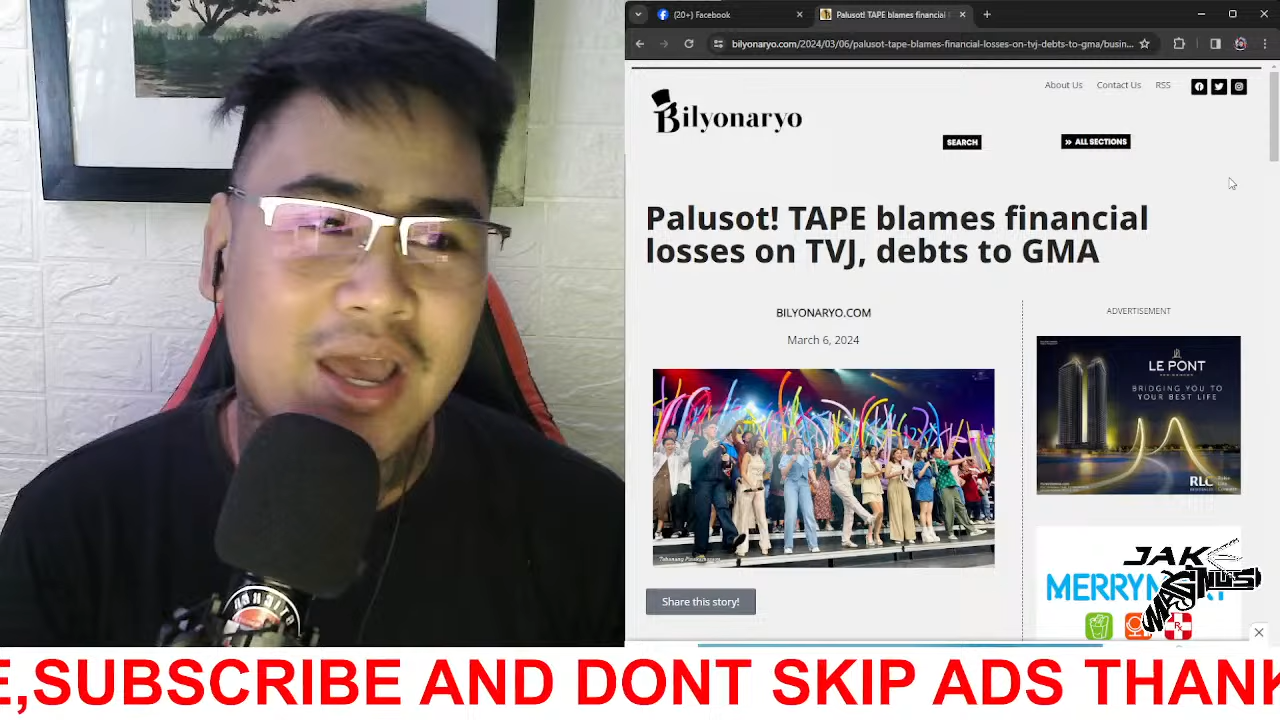 (20+) Facebook
Palusot! TAPE blames financial
bilyonaryo.com/2024/03/06/palusot-tape-blames-financial-losses-on-tvj-debts-to-gma/busin...
About Us Contact Us RSS
Bilyonaryo
SEARCH
ALL SECTIONS
Palusot! TAPE blames financial
losses on TVJ, debts to GMA
BILYONARYO.COM
March 6, 2024
ADVERTISEMENT
LE PONT
BRIDGING YOU TO
YOUR BEST LIFE
RLC
Share this story!
JAK
E,SUBSCRIBE AND DONT SKIP ADS THANK